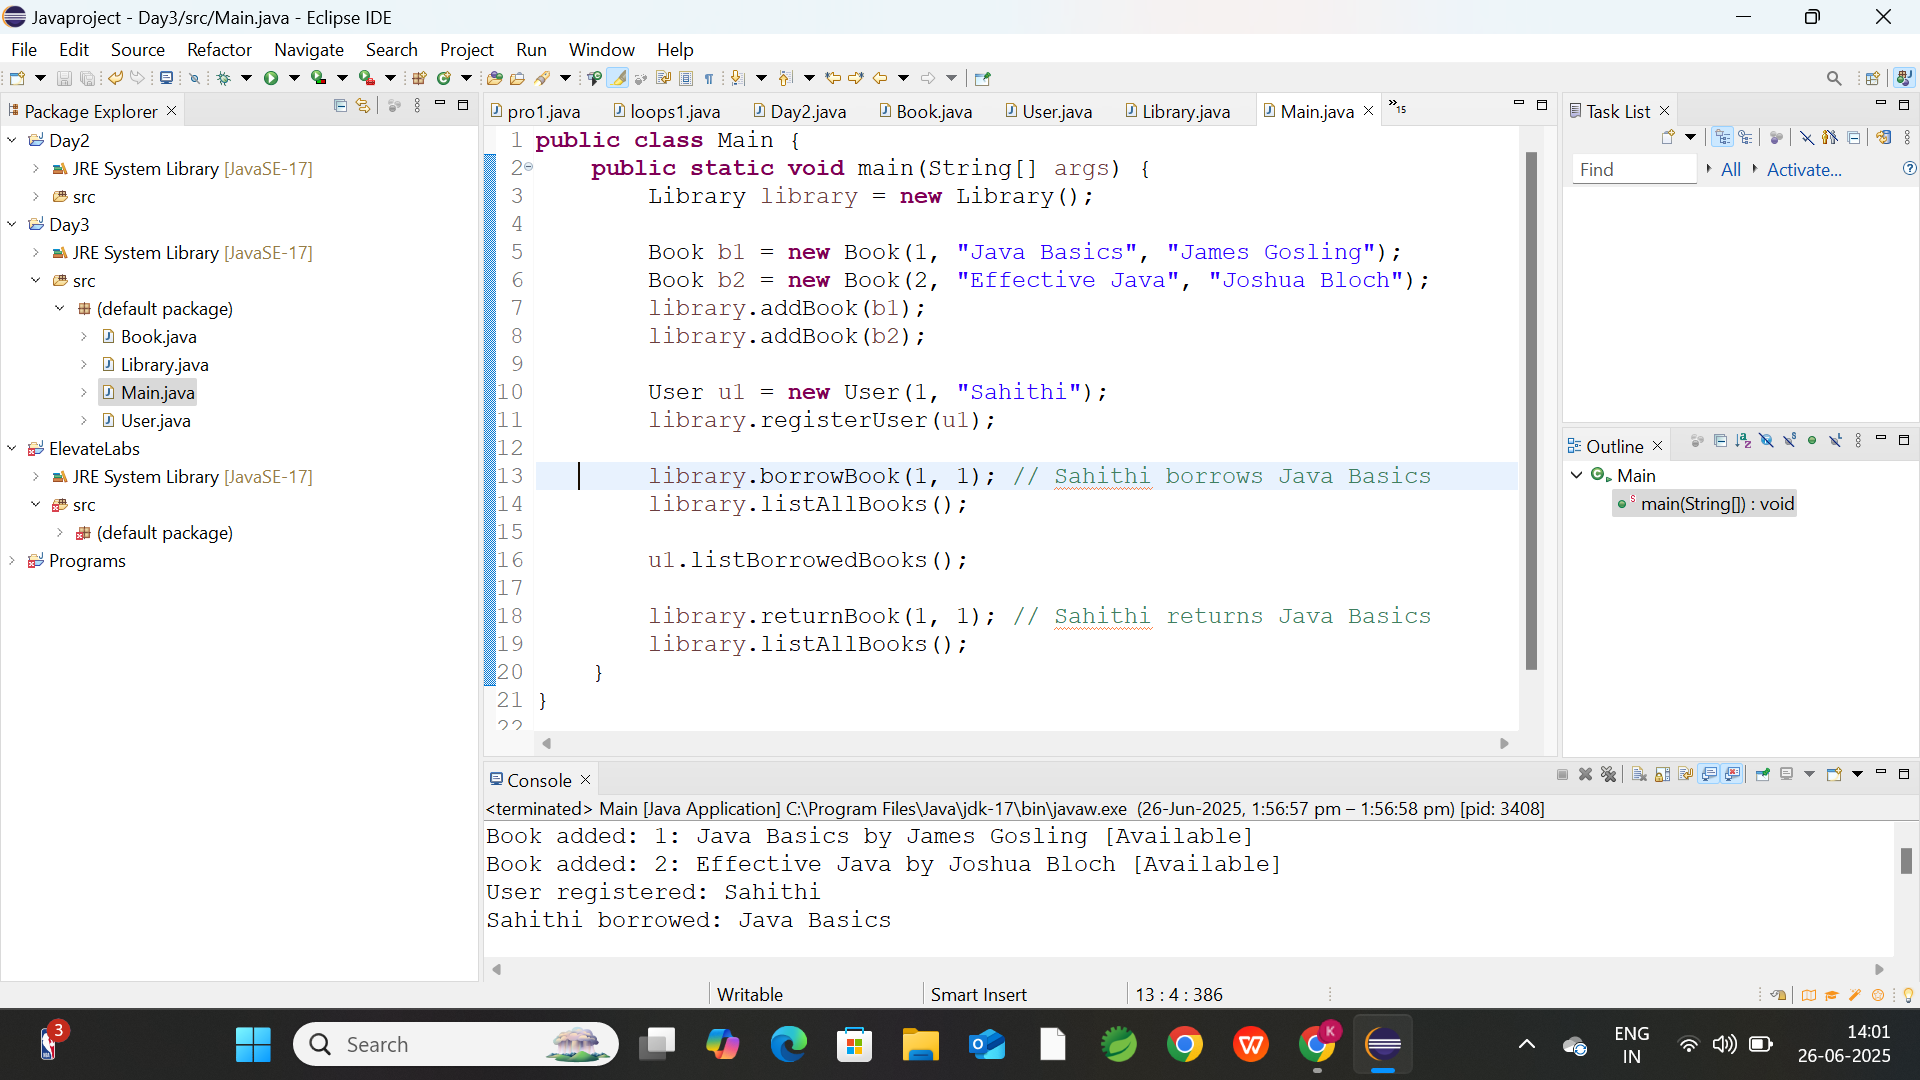 Javaproject - Day3/src/Main.java - Eclipse IDE
File Edit Source Refactor Navigate Search Project Run Window Help
Package Explorer
Day2
JRE System Library [JavaSE-17]
src
Day3
JRE System Library [JavaSE-17]
src
(default package)
Book.java
Library.java
Main.java
User.java
ElevateLabs
JRE System Library [JavaSE-17]
src
(default package)
Programs
pro1.java loops1.java Day2.java Book.java User.java Library.java Main.java »15
1 public class Main {
2 public static void main(String[] args) {
3 Library library = new Library();
4
5 Book b1 = new Book(1, "Java Basics", "James Gosling");
6 Book b2 = new Book(2, "Effective Java", "Joshua Bloch");
7 library.addBook(b1);
8 library.addBook(b2);
9
10 User u1 = new User(1, "Sahithi");
11 library.registerUser(u1);
12
13 library.borrowBook(1, 1); // Sahithi borrows Java Basics
14 library.listAllBooks();
15
16 u1.listBorrowedBooks();
17
18 library.returnBook(1, 1); // Sahithi returns Java Basics
19 library.listAllBooks();
20 }
21 }
22
Task List
Find All Activate...
Outline
Main
main(String[]) : void
Console
<terminated> Main [Java Application] C:\Program Files\Java\jdk-17\bin\javaw.exe (26-Jun-2025, 1:56:57 pm – 1:56:58 pm) [pid: 3408]
Book added: 1: Java Basics by James Gosling [Available]
Book added: 2: Effective Java by Joshua Bloch [Available]
User registered: Sahithi
Sahithi borrowed: Java Basics
Writable Smart Insert 13 : 4 : 386
3
Search
K
ENG
IN
14:01
26-06-2025